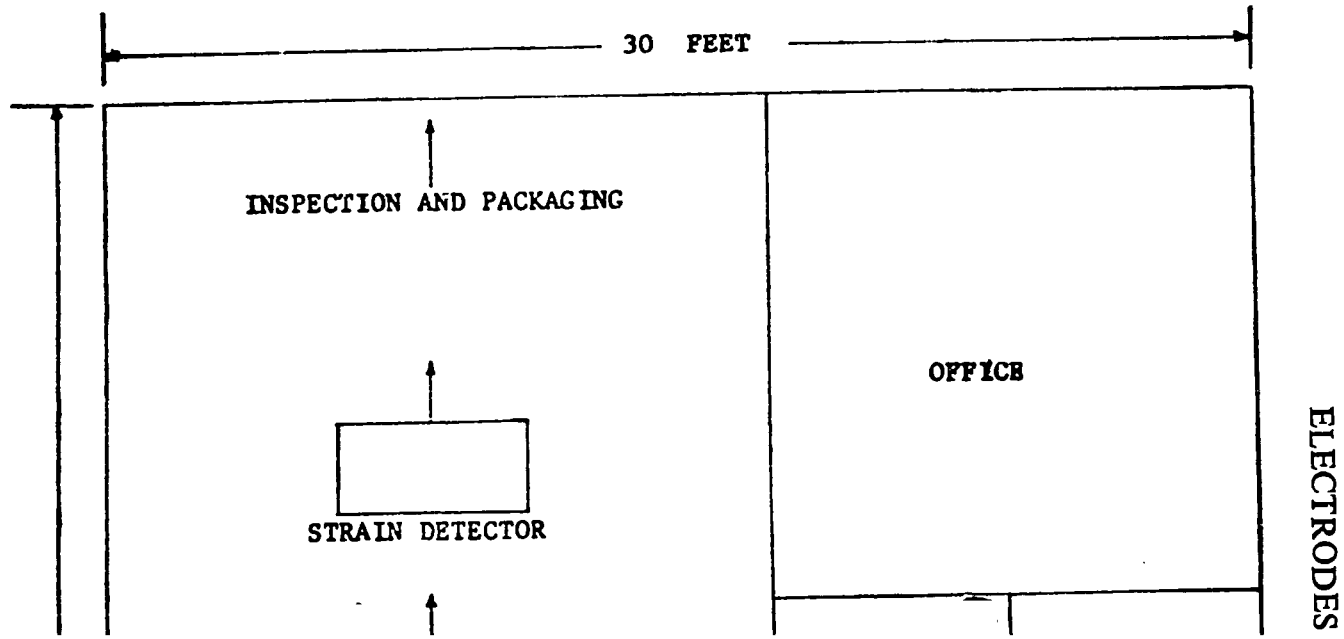 30 FEET
INSPECTION AND PACKAGING
OFFICE
STRAIN DETECTOR
ELECTRODES